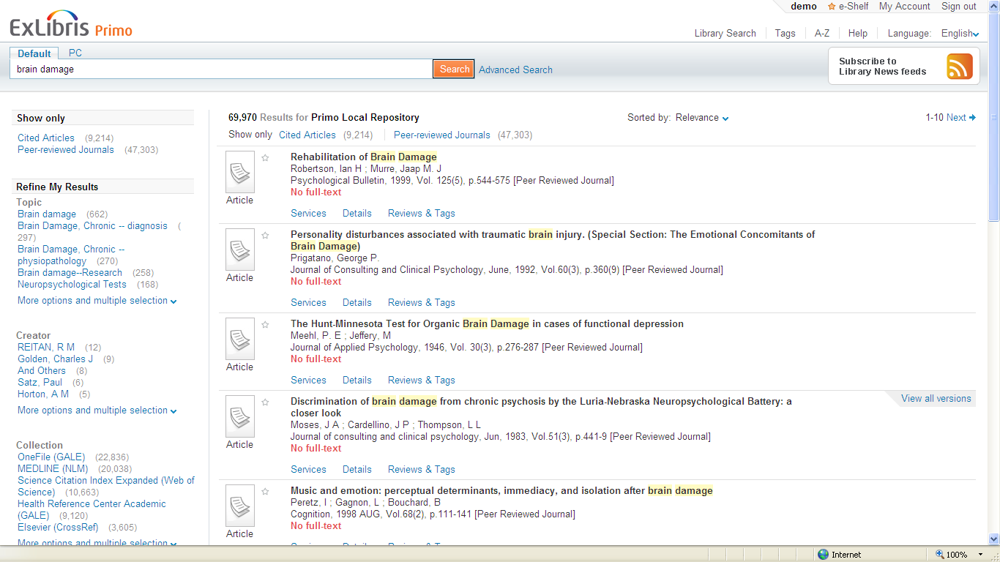 demo e-Shelf My Account Sign out
ExLibris Primo
Library Search Tags A-Z Help Language: English
Default PC
brain damage Search Advanced Search
Subscribe to
Library News feeds
Show only
Cited Articles (9,214)
Peer-reviewed Journals (47,303)
Refine My Results
Topic
Brain damage (662)
Brain Damage, Chronic -- diagnosis (
297)
Brain Damage, Chronic --
physiopathology (270)
Brain damage--Research (258)
Neuropsychological Tests (168)
More options and multiple selection
Creator
REITAN, R M (12)
Golden, Charles J (9)
And Others (8)
Satz, Paul (6)
Horton, A M (5)
More options and multiple selection
Collection
OneFile (GALE) (22,836)
MEDLINE (NLM) (20,038)
Science Citation Index Expanded (Web of
Science) (10,663)
Health Reference Center Academic
(GALE) (9,120)
Elsevier (CrossRef) (3,605)
More options and multiple selection
69,970 Results for Primo Local Repository
Sorted by: Relevance
1-10 Next
Show only Cited Articles (9,214) Peer-reviewed Journals (47,303)
Rehabilitation of Brain Damage
Robertson, Ian H ; Murre, Jaap M. J
Psychological Bulletin, 1999, Vol. 125(5), p.544-575 [Peer Reviewed Journal]
No full-text
Article
Services Details Reviews & Tags
Personality disturbances associated with traumatic brain injury. (Special Section: The Emotional Concomitants of
Brain Damage)
Prigatano, George P.
Journal of Consulting and Clinical Psychology, June, 1992, Vol.60(3), p.360(9) [Peer Reviewed Journal]
No full-text
Article
Services Details Reviews & Tags
The Hunt-Minnesota Test for Organic Brain Damage in cases of functional depression
Meehl, P. E ; Jeffery, M
Journal of Applied Psychology, 1946, Vol. 30(3), p.276-287 [Peer Reviewed Journal]
No full-text
Article
Services Details Reviews & Tags
Discrimination of brain damage from chronic psychosis by the Luria-Nebraska Neuropsychological Battery: a
closer look
View all versions
Moses, J A ; Cardellino, J P ; Thompson, L L
Journal of consulting and clinical psychology, Jun, 1983, Vol.51(3), p.441-9 [Peer Reviewed Journal]
No full-text
Article
Services Details Reviews & Tags
Music and emotion: perceptual determinants, immediacy, and isolation after brain damage
Peretz, I ; Gagnon, L ; Bouchard, B
Cognition, 1998 AUG, Vol.68(2), p.111-141 [Peer Reviewed Journal]
No full-text
Article
Internet 100%